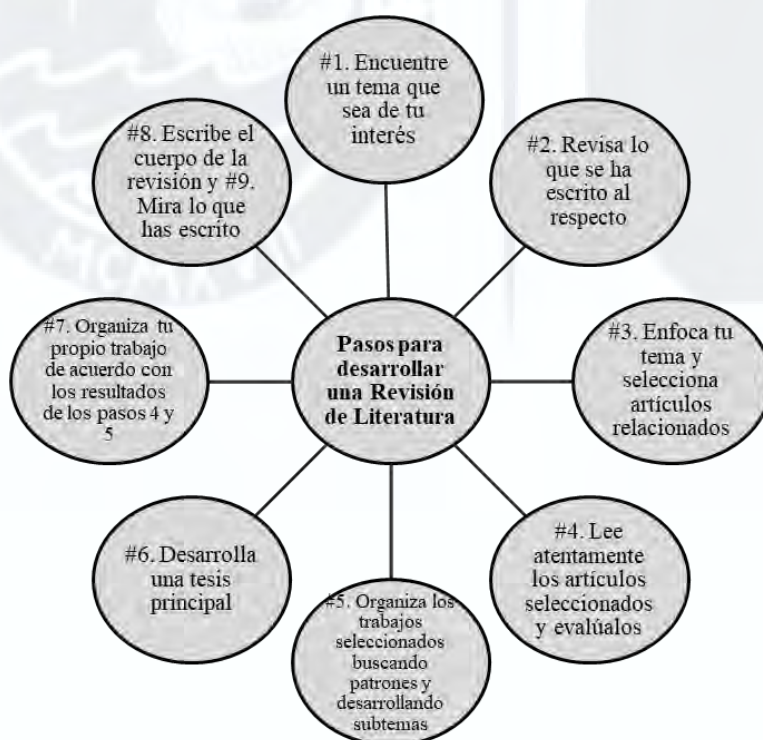 #1. Encuentre
un tema que
sea de tu
interés
#2. Revisa lo
que se ha
escrito al
respecto
#3. Enfoca tu
tema y
selecciona
artículos
relacionados
#4. Lee
atentamente
los artículos
seleccionados
y evalúalos
#5. Organiza los
trabajos
seleccionados
buscando
patrones y
desarrollando
subtemas
#6. Desarrolla
una tesis
principal
#7. Organiza tu
propio trabajo
de acuerdo con
los resultados
de los pasos 4 y
5
#8. Escribe el
cuerpo de la
revisión y #9.
Mira lo que
has escrito
Pasos para
desarrollar
una Revisión
de Literatura